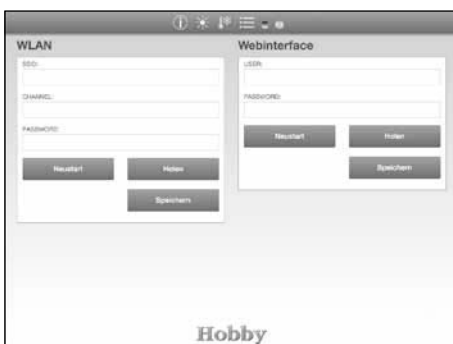 WLAN
SSID:
CHANNEL:
PASSWORD:
Neustart
Holen
Speichern
Webinterface
USER:
PASSWORD:
Neustart
Holen
Speichern
Hobby